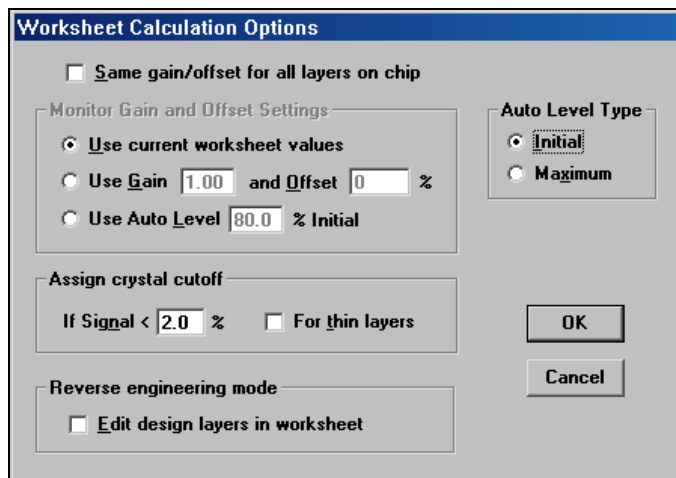 Worksheet Calculation Options
Same gain/offset for all layers on chip
Monitor Gain and Offset Settings
Use current worksheet values
Use Gain 1.00 and Offset 0 %
Use Auto Level 80.0 % Initial
Auto Level Type
Initial
Maximum
Assign crystal cutoff
If Signal < 2.0 % For thin layers
OK
Cancel
Reverse engineering mode
Edit design layers in worksheet